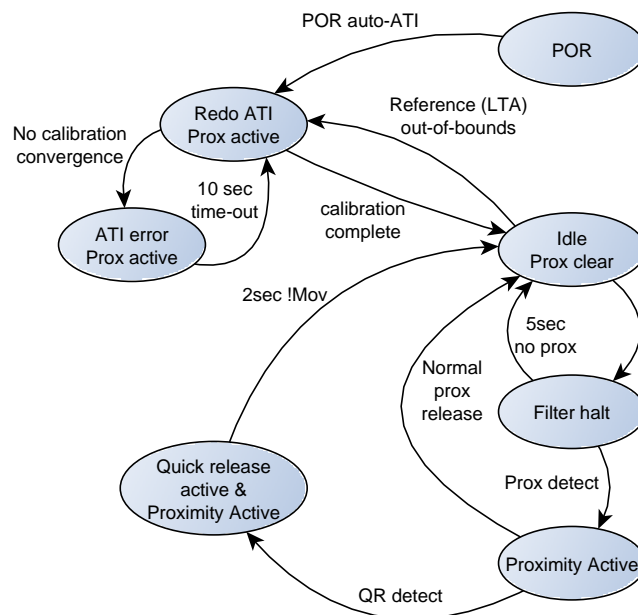 POR auto-ATI
POR
Redo ATI
Prox active
Reference (LTA)
out-of-bounds
No calibration
convergence
10 sec
time-out
calibration
complete
ATI error
Prox active
Idle
Prox clear
2sec !Mov
5sec
no prox
Normal
prox
release
Filter halt
Quick release
active &
Proximity Active
Prox detect
Proximity Active
QR detect